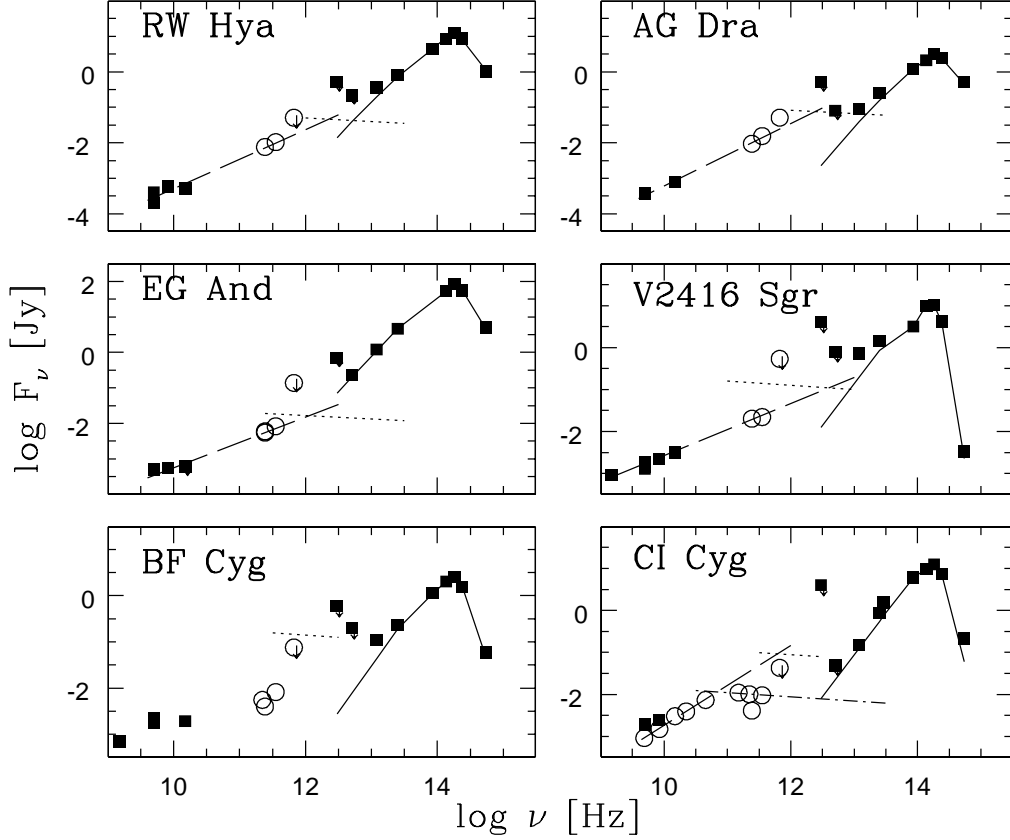 RW Hya
AG Dra
0
-2
-4
0
-2
-4
EG And
V2416 Sgr
2
0
-2
0
-2
BF Cyg
CI Cyg
0
-2
0
-2
10
12
14
10
12
14
log F_ν [Jy]
log ν [Hz]